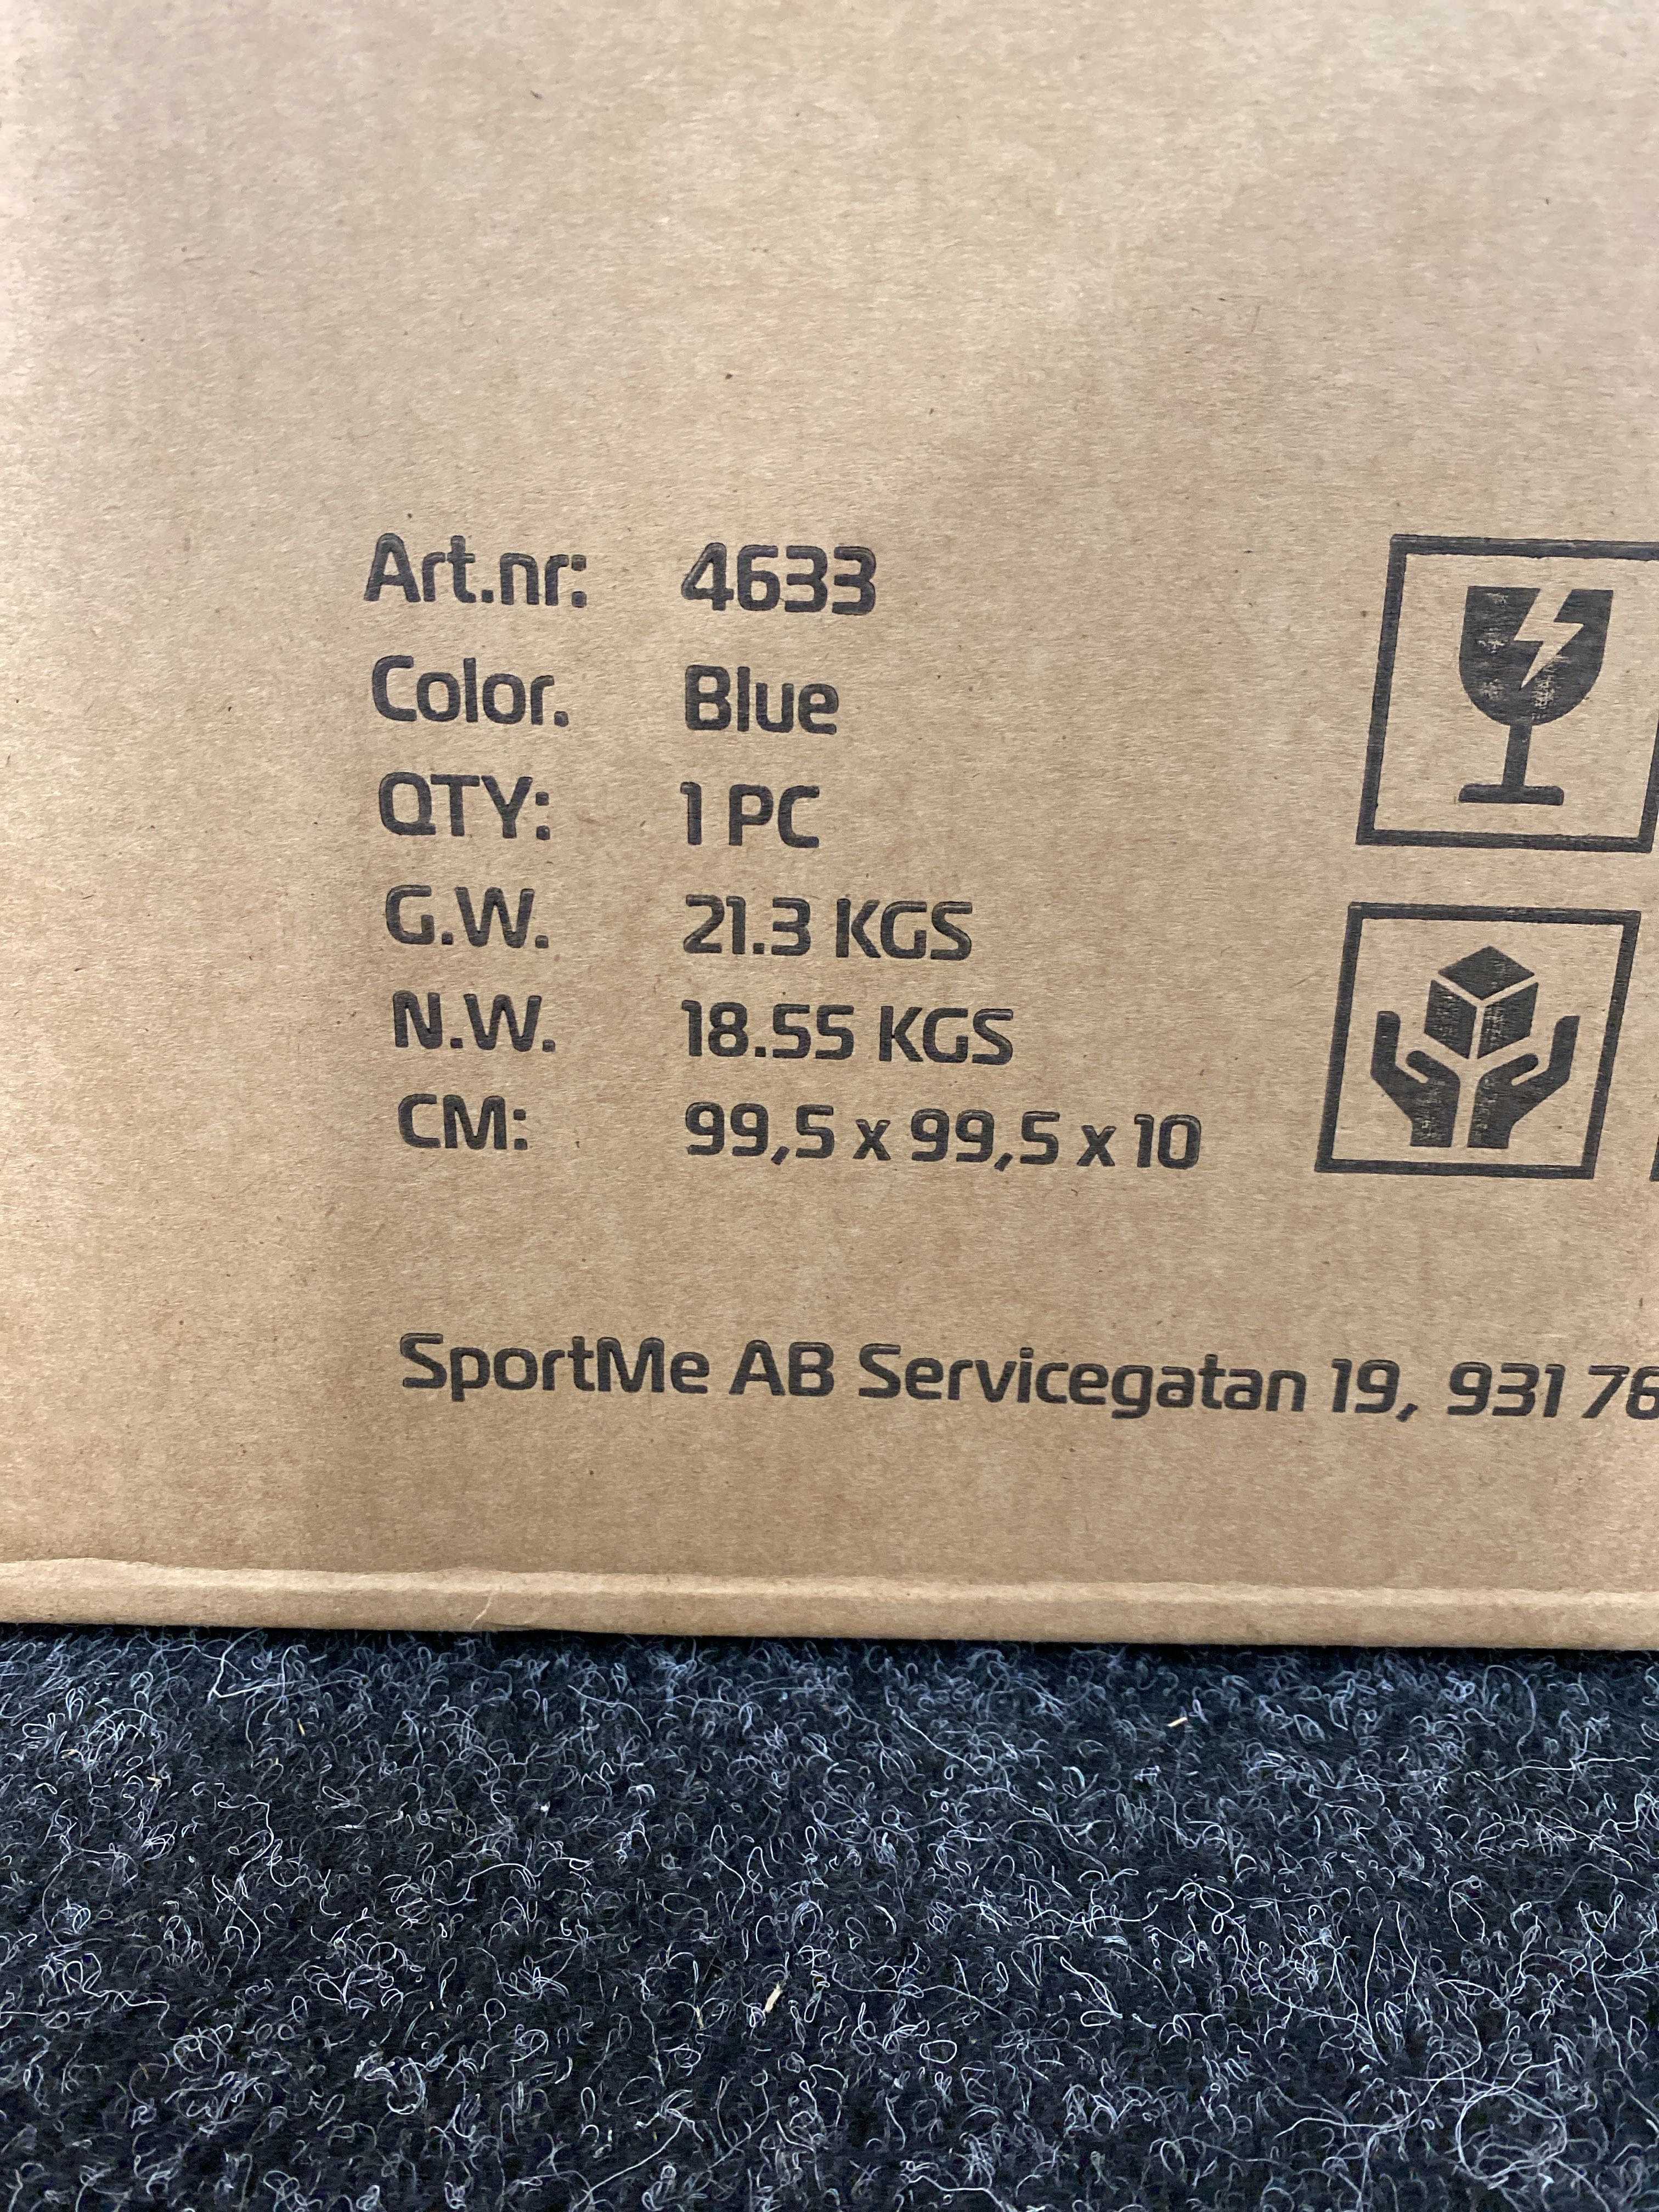 Art.nr: 4633
Color. Blue
QTY: 1 PC
G.W. 21.3 KGS
N.W. 18.55 KGS
CM: 99,5 x 99,5 x 10
SportMe AB Servicegatan 19, 931 76